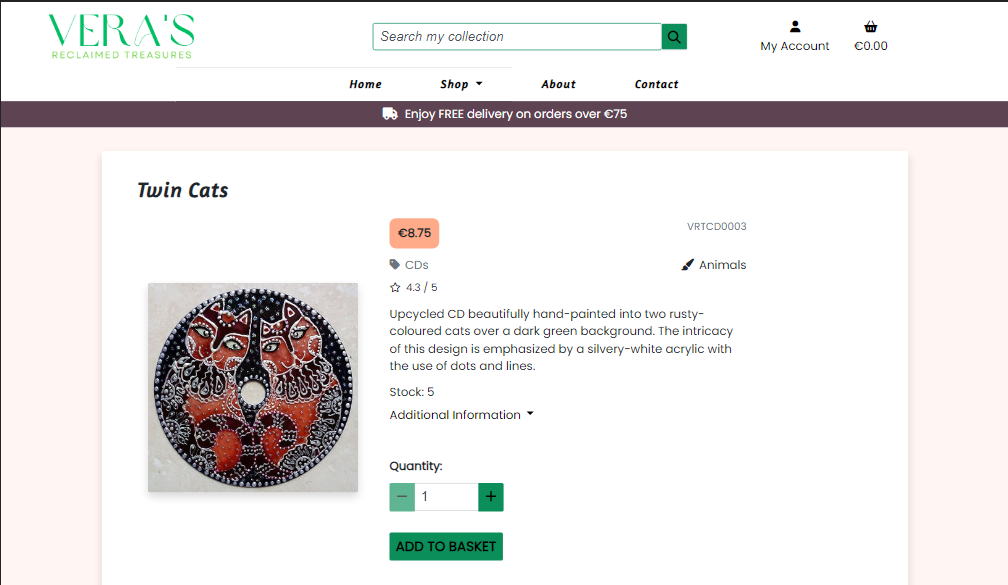 VERA'S
RECLAIMED TREASURES
Search my collection
My Account
€0.00
Home
Shop
About
Contact
Enjoy FREE delivery on orders over €75
Twin Cats
€8.75
VRTCD0003
CDs
Animals
4.3 / 5
Upcycled CD beautifully hand-painted into two rusty-
coloured cats over a dark green background. The intricacy
of this design is emphasized by a silvery-white acrylic with
the use of dots and lines.
Stock: 5
Additional Information
Quantity:
− 1 +
ADD TO BASKET